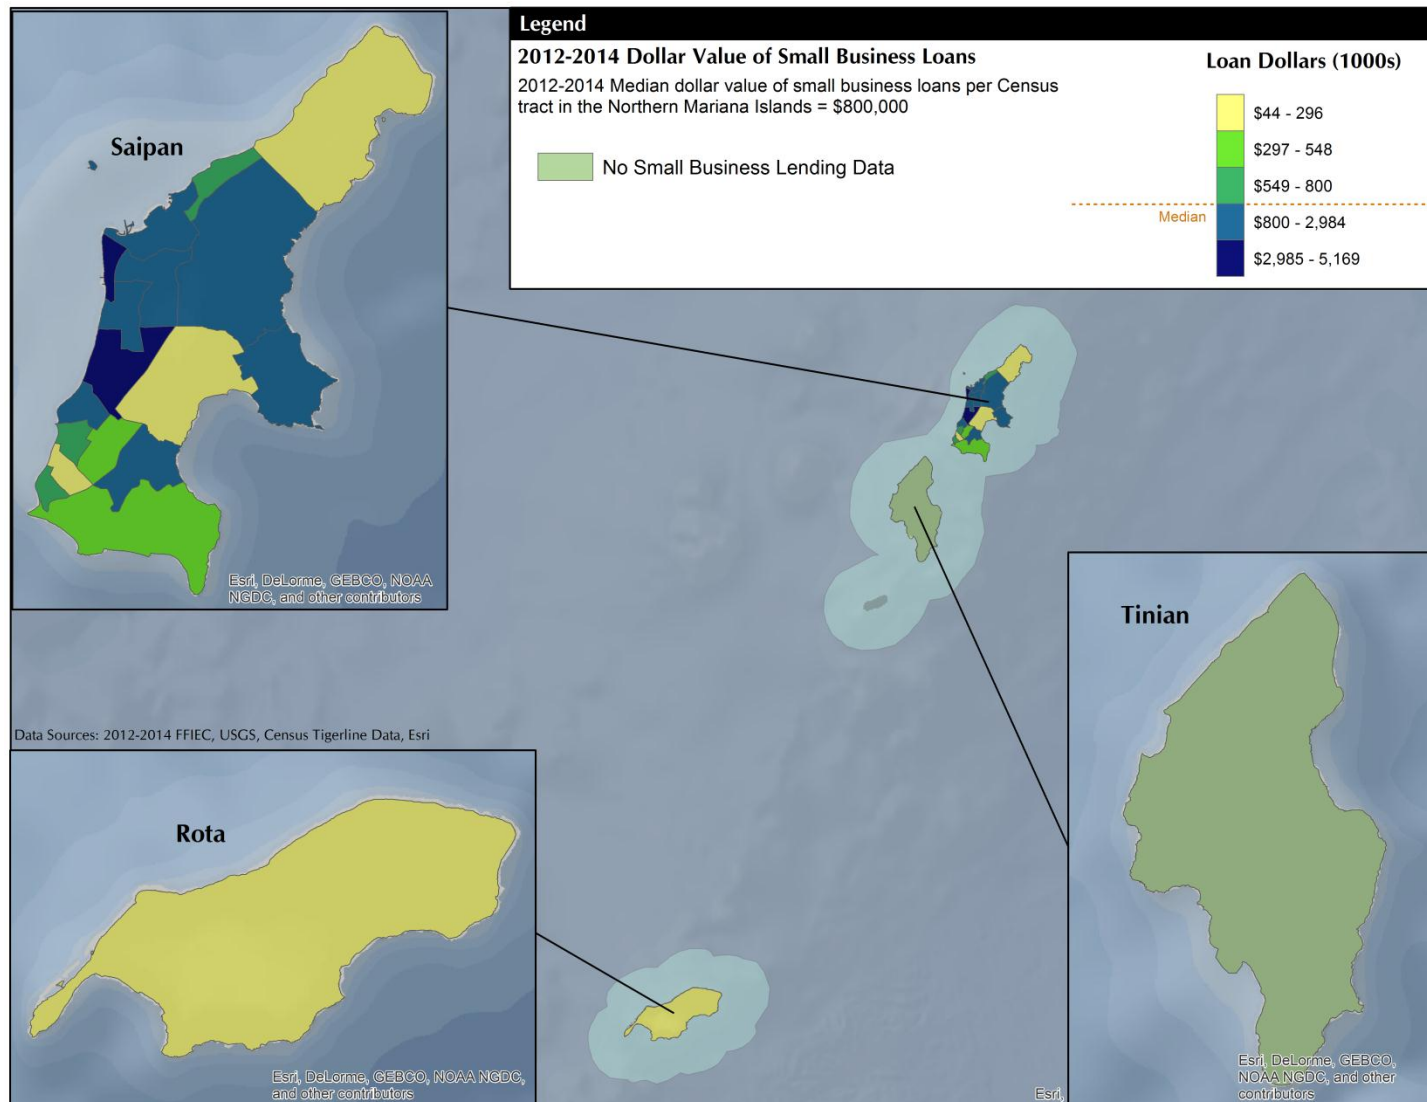 Legend
2012-2014 Dollar Value of Small Business Loans
2012-2014 Median dollar value of small business loans per Census
tract in the Northern Mariana Islands = $800,000
No Small Business Lending Data
Loan Dollars (1000s)
$44 - 296
$297 - 548
$549 - 800
Median
$800 - 2,984
$2,985 - 5,169
Saipan
Esri, DeLorme, GEBCO, NOAA
NGDC, and other contributors
Tinian
Esri, DeLorme, GEBCO,
NOAA NGDC, and other
contributors
Data Sources: 2012-2014 FFIEC, USGS, Census Tigerline Data, Esri
Rota
Esri, DeLorme, GEBCO, NOAA NGDC,
and other contributors
Esri,